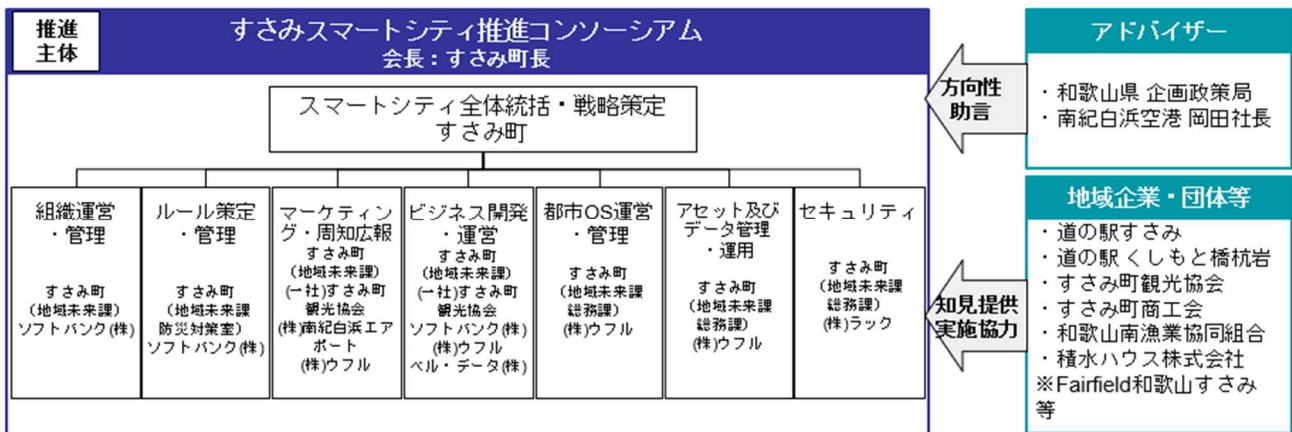 推進
主体
すさみスマートシティ推進コンソーシアム
会長：すさみ町長
スマートシティ全体統括・戦略策定
すさみ町
組織運営
・管理
すさみ町
(地域未来課)
ソフトバンク(株)
ルール策定
・管理
すさみ町
(地域未来課
防災対策室)
ソフトバンク(株)
マーケティン
グ・周知広報
すさみ町
(地域未来課)
(一社)すさみ町
観光協会
(株)南紀白浜エア
ポート
(株)ウフル
ビジネス開発
・運営
すさみ町
(地域未来課)
(一社)すさみ町
観光協会
ソフトバンク(株)
(株)ウフル
ベル・データ(株)
都市OS運営
・管理
すさみ町
(地域未来課
総務課)
(株)ウフル
アセット及び
データ管理
・運用
すさみ町
(地域未来課
総務課)
(株)ウフル
セキュリティ
すさみ町
(地域未来課
総務課)
(株)ラック
方向性
助言
知見提供
実施協力
アドバイザー
・和歌山県 企画政策局
・南紀白浜空港 岡田社長
地域企業・団体等
・道の駅すさみ
・道の駅 くしもと橋杭岩
・すさみ町観光協会
・すさみ町商工会
・和歌山南漁業協同組合
・積水ハウス株式会社
※Fairfield和歌山すさみ
等